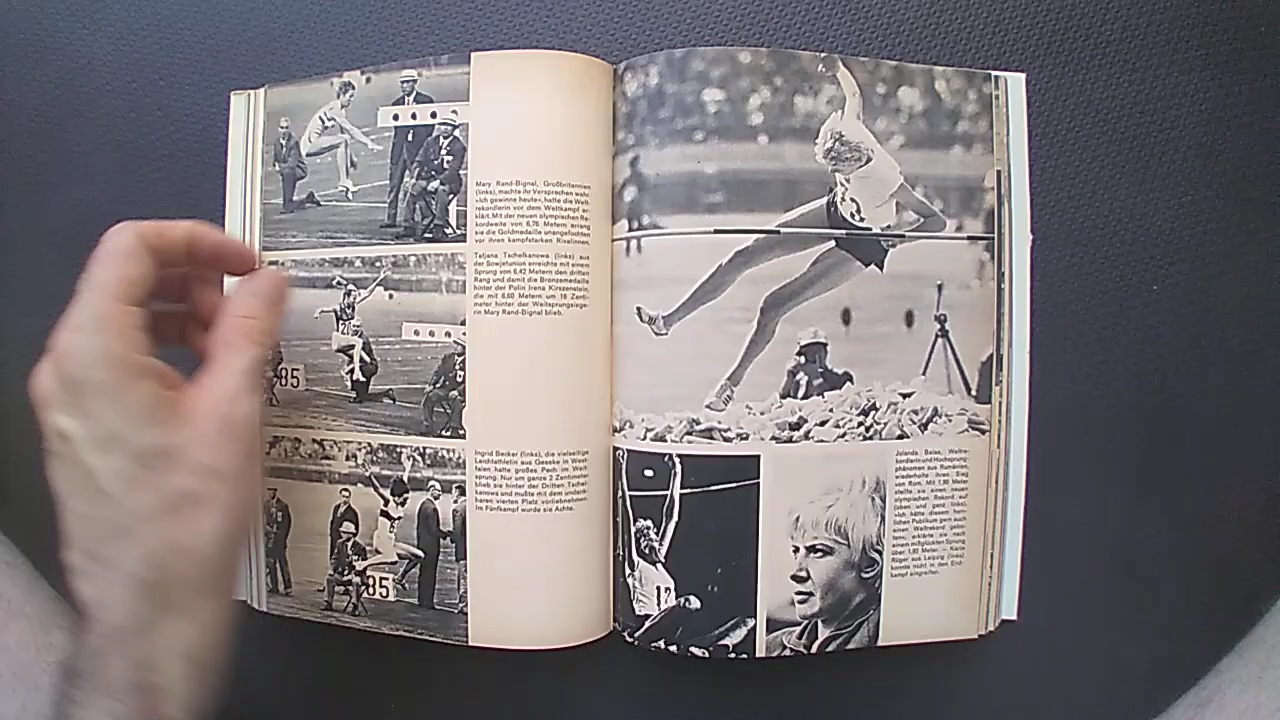 Mary Rand-Bignal, Großbritannien
(links), machte ihr Versprechen wahr.
»Ich gewinne heute«, hatte die Welt-
rekordlerin vor dem Wettkampf er-
klärt. Mit der neuen olympischen Re-
kordweite von 6,76 Metern errang
sie die Goldmedaille unangefochten
vor ihren kampfstarken Rivalinnen.
Tatjana Tschelkanowa (links) aus
der Sowjetunion erreichte mit einem
Sprung von 6,42 Metern den dritten
Rang und damit die Bronzemedaille
hinter der Polin Irena Kirszenstein,
die mit 6,60 Metern um 16 Zenti-
meter hinter der Weitsprungsiege-
rin Mary Rand-Bignal blieb.
Ingrid Becker (links), die vielseitige
Leichtathletin aus Geseke in West-
falen hatte großes Pech im Weit-
sprung. Nur um ganze 2 Zentimeter
blieb sie hinter der Dritten Tschel-
kanowa und mußte mit dem undank-
baren vierten Platz vorliebnehmen.
Im Fünfkampf wurde sie Achte.
85
85
Jolanda Balas, Weltre-
kordlerin und Hochsprung-
phänomen aus Rumänien,
wiederholte ihren Sieg
von Rom. Mit 1,90 Meter
stellte sie einen neuen
olympischen Rekord auf
(oben und ganz links).
»Ich hätte diesem herr-
lichen Publikum gern auch
einen Weltrekord gebo-
ten«, erklärte sie nach
einem mißglückten Sprung
über 1,92 Meter. — Karin
Rüger aus Leipzig (links)
konnte nicht in den End-
kampf eingreifen.